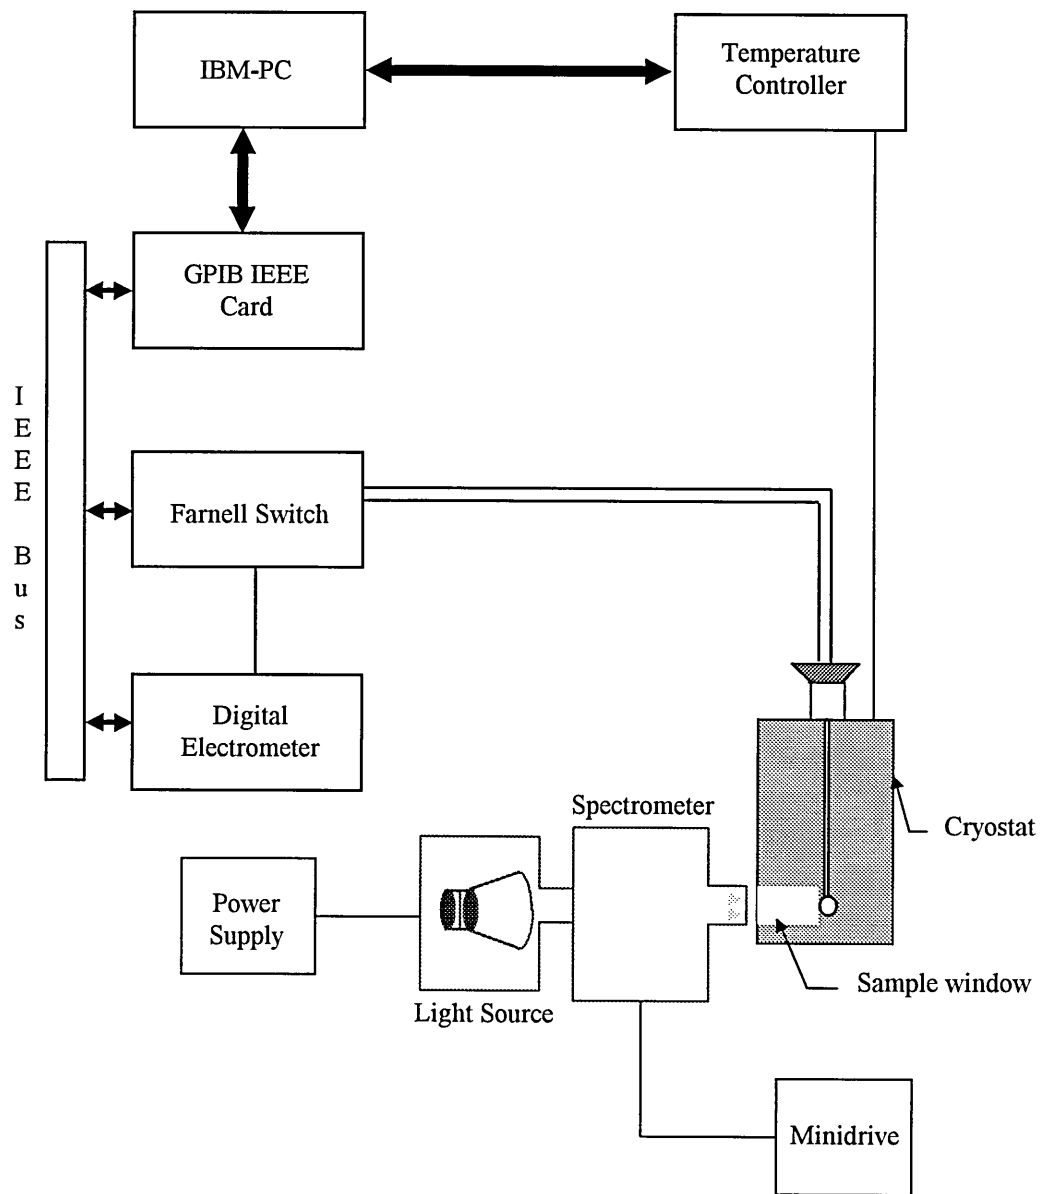 IBM-PC
Temperature
Controller
GPIB IEEE
Card
I
E
E
E
B
u
s
Farnell Switch
Digital
Electrometer
Spectrometer
Cryostat
Power
Supply
Light Source
Sample window
Minidrive